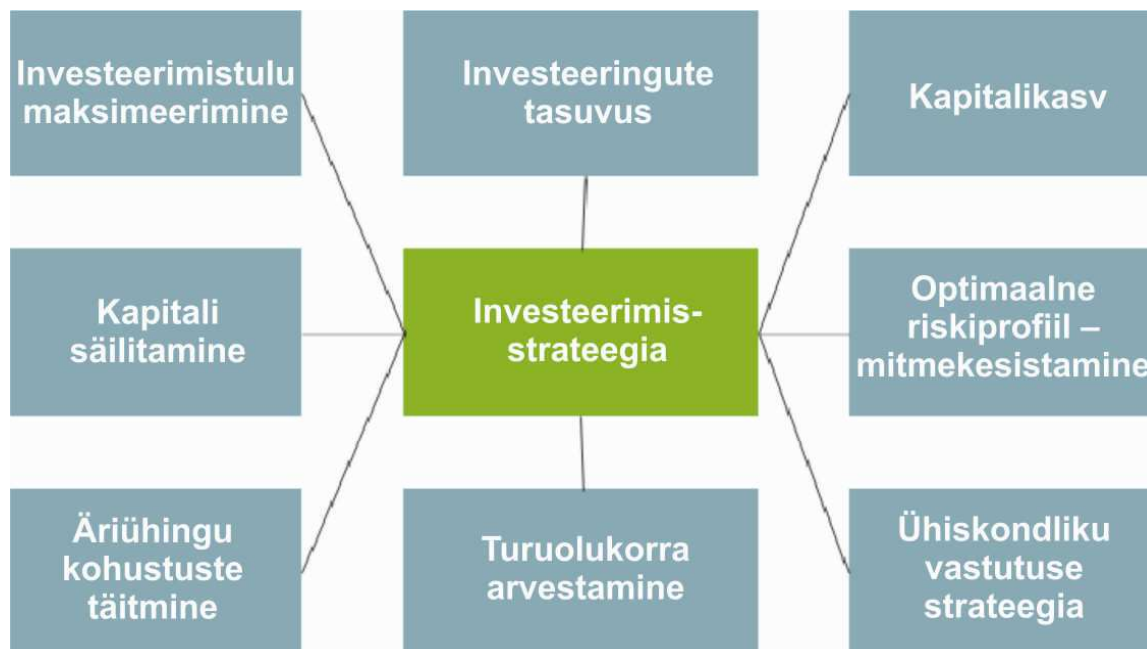 Investeerimistulu
maksimeerimine
Investeeringute
tasuvus
Kapitalikasv
Kapitali
säilitamine
Investeerimis-
strateegia
Optimaalne
riskiprofiil –
mitmekesistamine
Äriühingu
kohustuste
täitmine
Turuolukorra
arvestamine
Ühiskondliku
vastutuse
strateegia